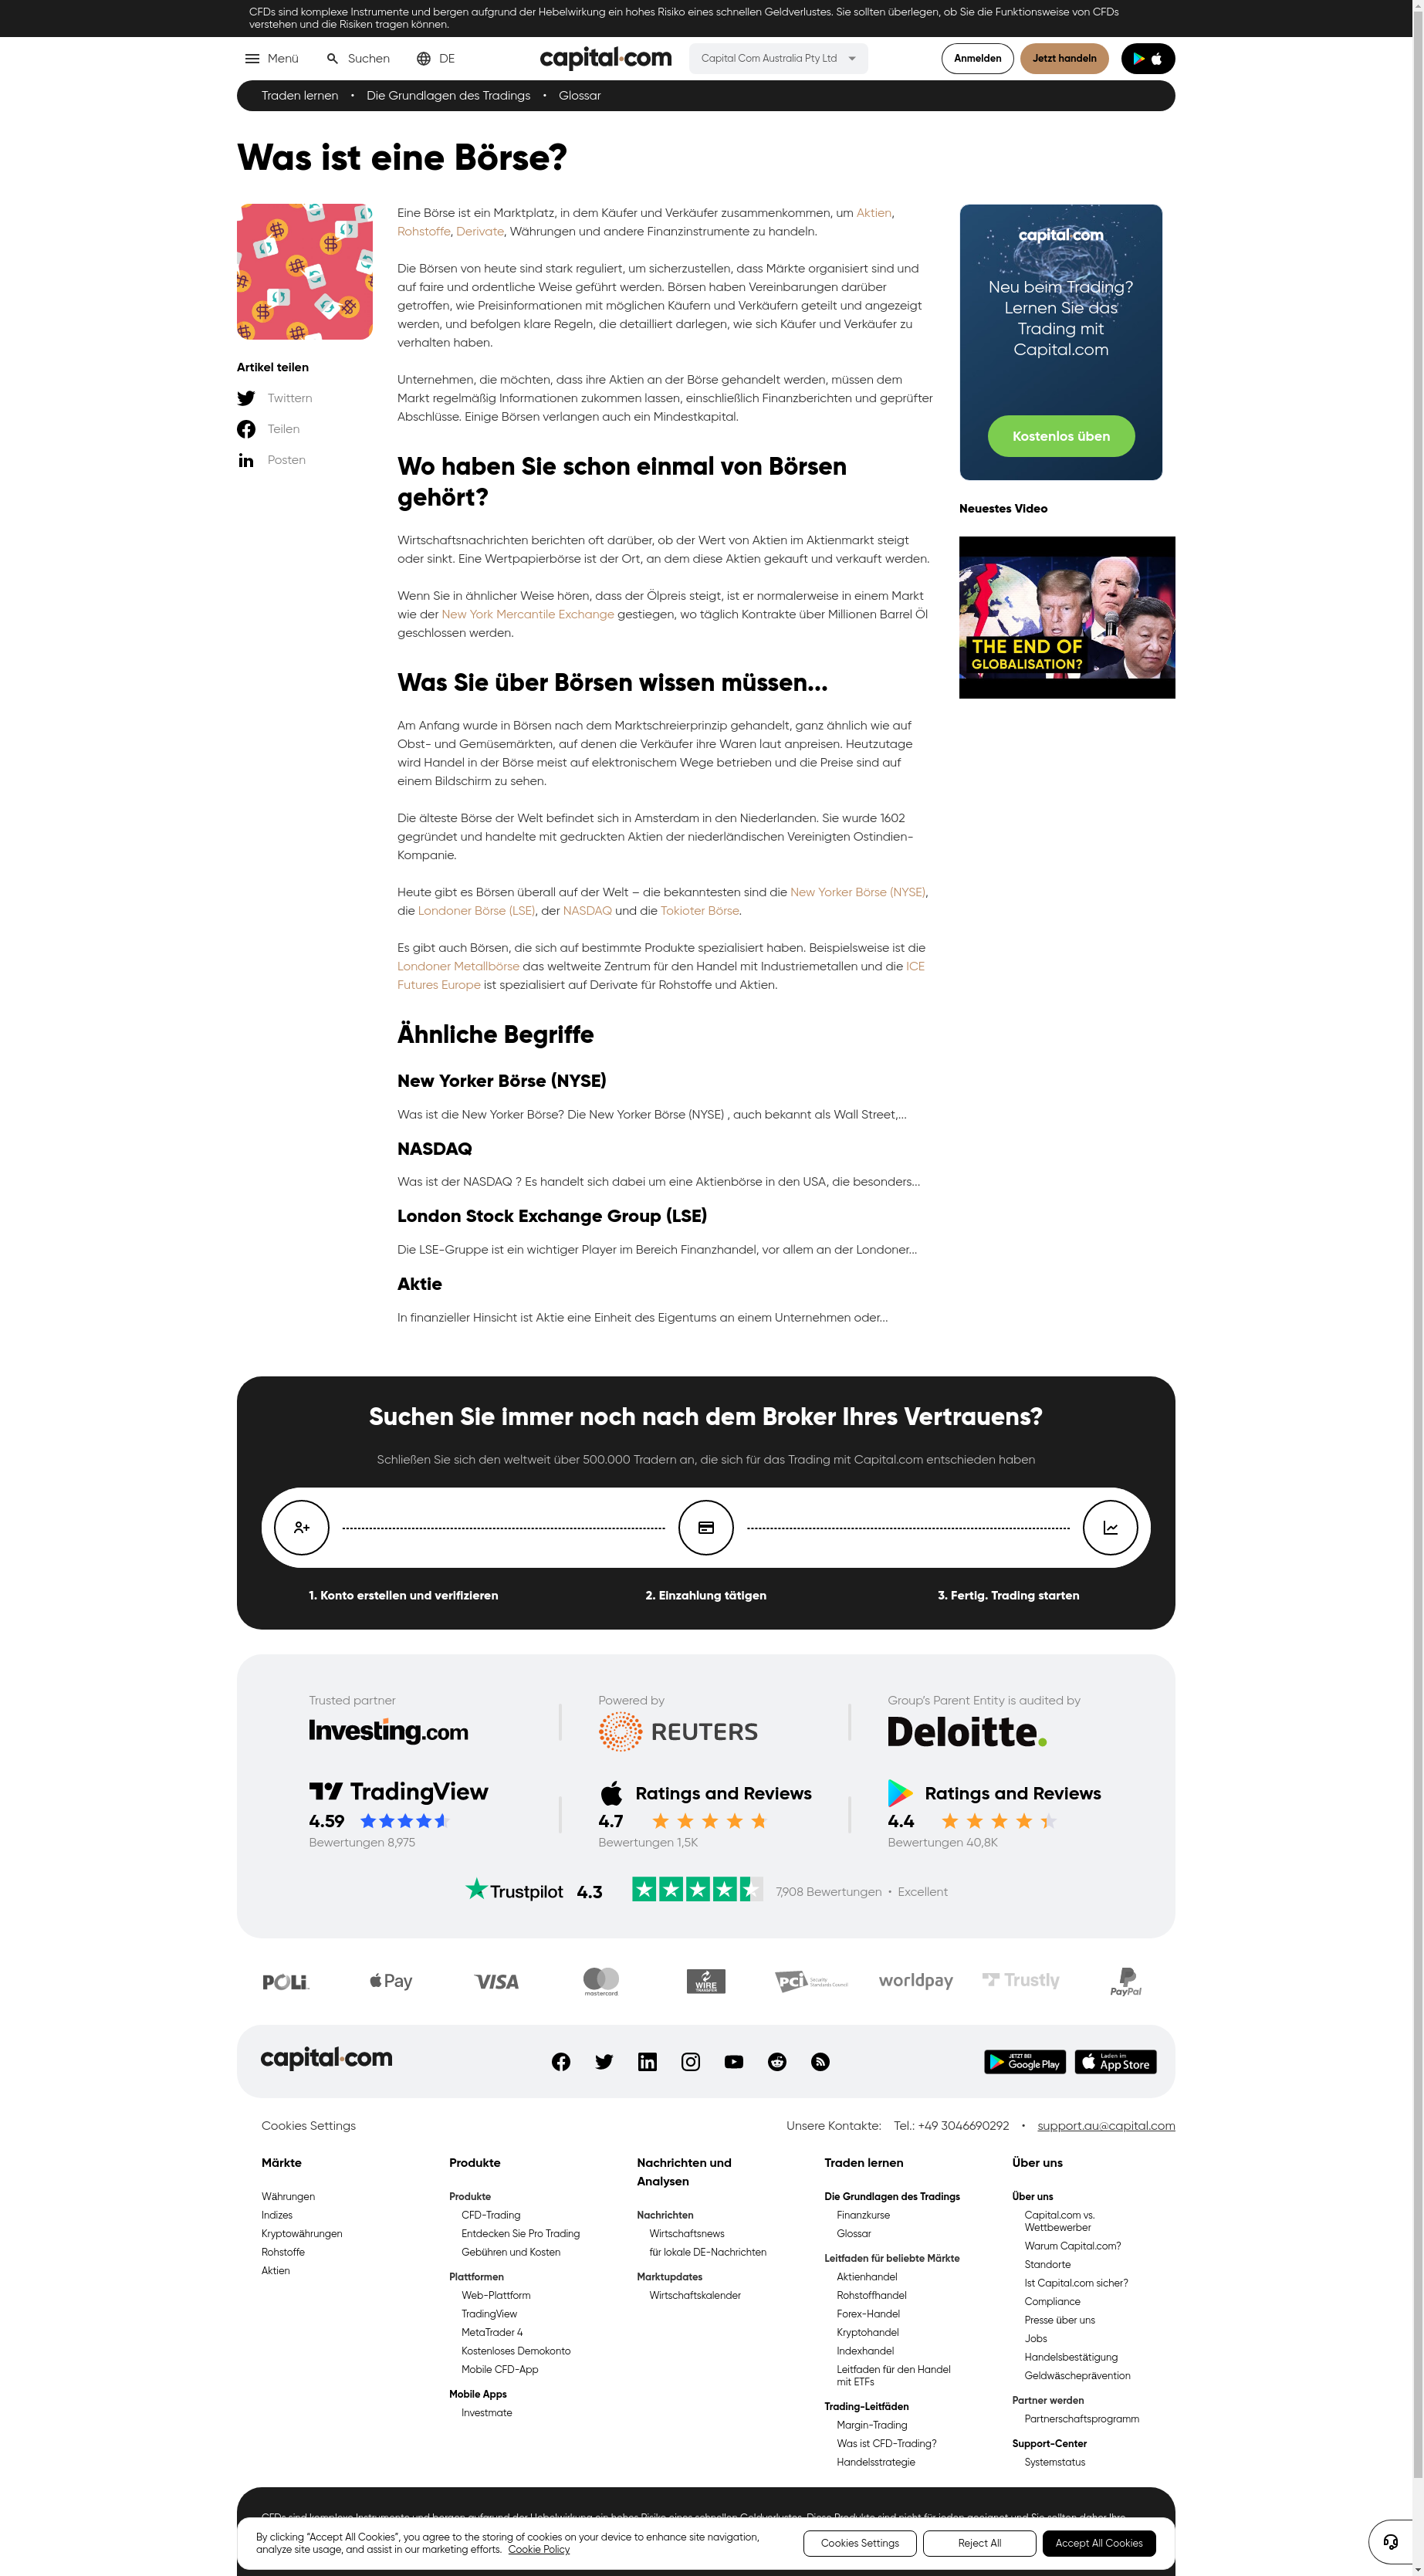 CFDs sind komplexe Instrumente und bergen aufgrund der Hebelwirkung ein hohes Risiko eines schnellen Geldverlustes. Sie sollten überlegen, ob Sie die Funktionsweise von CFDs
verstehen und die Risiken tragen können.
Menü
Suchen
DE
capital.com
Capital Com Australia Pty Ltd
Anmelden
Jetzt handeln
Traden lernen • Die Grundlagen des Tradings • Glossar
Was ist eine Börse?
Artikel teilen
Twittern
Teilen
Posten
Eine Börse ist ein Marktplatz, in dem Käufer und Verkäufer zusammenkommen, um Aktien,
Rohstoffe, Derivate, Währungen und andere Finanzinstrumente zu handeln.
Die Börsen von heute sind stark reguliert, um sicherzustellen, dass Märkte organisiert sind und
auf faire und ordentliche Weise geführt werden. Börsen haben Vereinbarungen darüber
getroffen, wie Preisinformationen mit möglichen Käufern und Verkäufern geteilt und angezeigt
werden, und befolgen klare Regeln, die detailliert darlegen, wie sich Käufer und Verkäufer zu
verhalten haben.
Unternehmen, die möchten, dass ihre Aktien an der Börse gehandelt werden, müssen dem
Markt regelmäßig Informationen zukommen lassen, einschließlich Finanzberichten und geprüfter
Abschlüsse. Einige Börsen verlangen auch ein Mindestkapital.
Wo haben Sie schon einmal von Börsen
gehört?
Wirtschaftsnachrichten berichten oft darüber, ob der Wert von Aktien im Aktienmarkt steigt
oder sinkt. Eine Wertpapierbörse ist der Ort, an dem diese Aktien gekauft und verkauft werden.
Wenn Sie in ähnlicher Weise hören, dass der Ölpreis steigt, ist er normalerweise in einem Markt
wie der New York Mercantile Exchange gestiegen, wo täglich Kontrakte über Millionen Barrel Öl
geschlossen werden.
Was Sie über Börsen wissen müssen...
Am Anfang wurde in Börsen nach dem Marktschreierprinzip gehandelt, ganz ähnlich wie auf
Obst- und Gemüsemärkten, auf denen die Verkäufer ihre Waren laut anpreisen. Heutzutage
wird Handel in der Börse meist auf elektronischem Wege betrieben und die Preise sind auf
einem Bildschirm zu sehen.
Die älteste Börse der Welt befindet sich in Amsterdam in den Niederlanden. Sie wurde 1602
gegründet und handelte mit gedruckten Aktien der niederländischen Vereinigten Ostindien-
Kompanie.
Heute gibt es Börsen überall auf der Welt – die bekanntesten sind die New Yorker Börse (NYSE),
die Londoner Börse (LSE), der NASDAQ und die Tokioter Börse.
Es gibt auch Börsen, die sich auf bestimmte Produkte spezialisiert haben. Beispielsweise ist die
Londoner Metallbörse das weltweite Zentrum für den Handel mit Industriemetallen und die ICE
Futures Europe ist spezialisiert auf Derivate für Rohstoffe und Aktien.
Ähnliche Begriffe
New Yorker Börse (NYSE)
Was ist die New Yorker Börse? Die New Yorker Börse (NYSE) , auch bekannt als Wall Street,...
NASDAQ
Was ist der NASDAQ ? Es handelt sich dabei um eine Aktienbörse in den USA, die besonders...
London Stock Exchange Group (LSE)
Die LSE-Gruppe ist ein wichtiger Player im Bereich Finanzhandel, vor allem an der Londoner...
Aktie
In finanzieller Hinsicht ist Aktie eine Einheit des Eigentums an einem Unternehmen oder...
capital.com
Neu beim Trading?
Lernen Sie das
Trading mit
Capital.com
Kostenlos üben
Neuestes Video
THE END OF
GLOBALISATION?
Suchen Sie immer noch nach dem Broker Ihres Vertrauens?
Schließen Sie sich den weltweit über 500.000 Tradern an, die sich für das Trading mit Capital.com entschieden haben
1. Konto erstellen und verifizieren
2. Einzahlung tätigen
3. Fertig. Trading starten
Trusted partner
Investing.com
Powered by
REUTERS
Group's Parent Entity is audited by
Deloitte.
TradingView
4.59
Bewertungen 8,975
Ratings and Reviews
4.7
Bewertungen 1,5K
Ratings and Reviews
4.4
Bewertungen 40,8K
Trustpilot 4.3
7,908 Bewertungen • Excellent
POLi
Pay
VISA
mastercard
WIRE
TRANSFER
PCI
Security
Standards Council
worldpay
Trustly
PayPal
capital.com
JETZT BEI
Google Play
Laden im
App Store
Cookies Settings
Unsere Kontakte: Tel.: +49 3046690292 • support.au@capital.com
Märkte
Währungen
Indizes
Kryptowährungen
Rohstoffe
Aktien
Produkte
Produkte
CFD-Trading
Entdecken Sie Pro Trading
Gebühren und Kosten
Plattformen
Web-Plattform
TradingView
MetaTrader 4
Kostenloses Demokonto
Mobile CFD-App
Mobile Apps
Investmate
Nachrichten und
Analysen
Nachrichten
Wirtschaftsnews
für lokale DE-Nachrichten
Marktupdates
Wirtschaftskalender
Traden lernen
Die Grundlagen des Tradings
Finanzkurse
Glossar
Leitfaden für beliebte Märkte
Aktienhandel
Rohstoffhandel
Forex-Handel
Kryptohandel
Indexhandel
Leitfaden für den Handel
mit ETFs
Trading-Leitfäden
Margin-Trading
Was ist CFD-Trading?
Handelsstrategie
Über uns
Über uns
Capital.com vs.
Wettbewerber
Warum Capital.com?
Standorte
Ist Capital.com sicher?
Compliance
Presse über uns
Jobs
Handelsbestätigung
Geldwäscheprävention
Partner werden
Partnerschaftsprogramm
Support-Center
Systemstatus
CFDs sind komplexe Instrumente und bergen aufgrund der Hebelwirkung ein hohes Risiko eines schnellen Geldverlustes. Diese Produkte sind nicht für jeden geeignet und Sie sollten daher Ihre
By clicking “Accept All Cookies”, you agree to the storing of cookies on your device to enhance site navigation,
analyze site usage, and assist in our marketing efforts. Cookie Policy
Cookies Settings
Reject All
Accept All Cookies